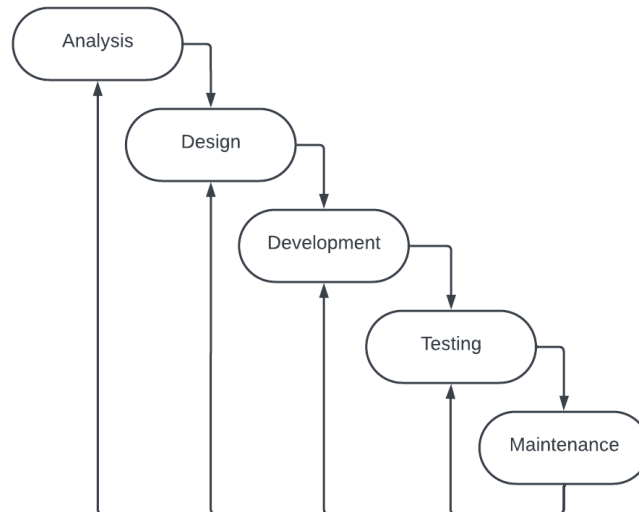 Analysis
Design
Development
Testing
Maintenance